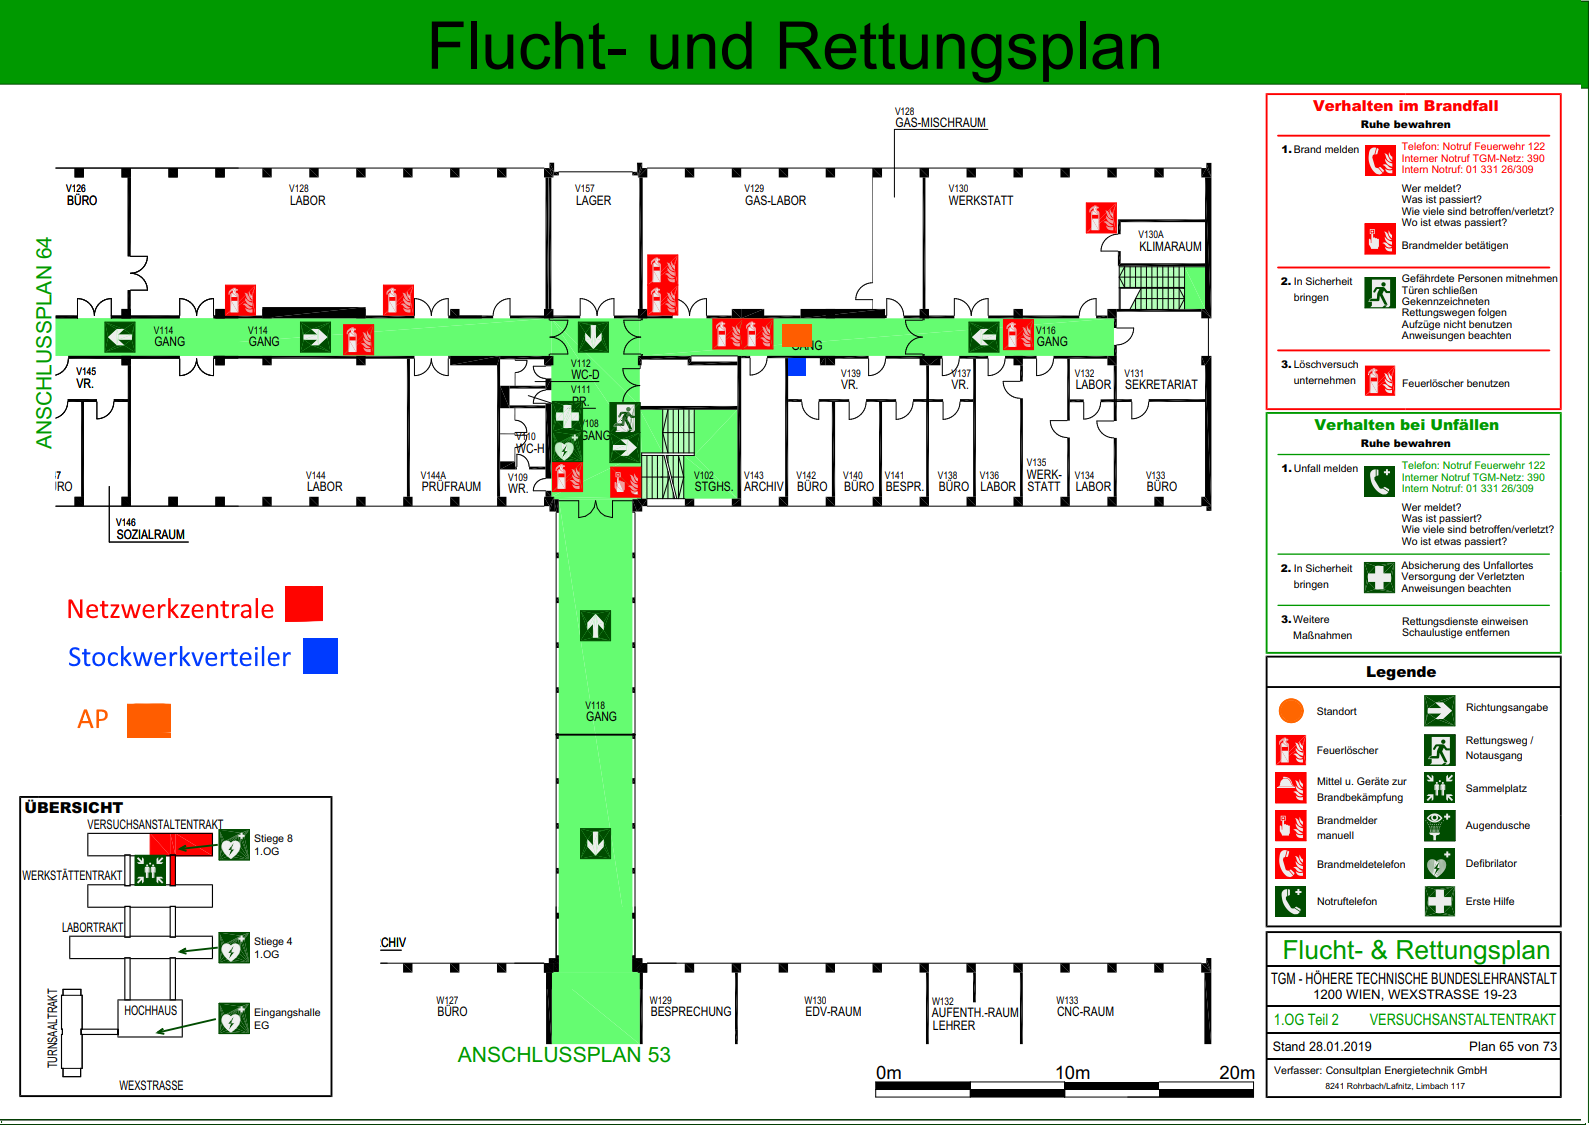 Flucht- und Rettungsplan
V128
GAS-MISCHRAUM
V126
BÜRO
V128
LABOR
V157
LAGER
V129
GAS-LABOR
V130
WERKSTATT
V130A
KLIMARAUM
ANSCHLUSSPLAN 64
V114
GANG
V114
GANG
GANG
V116
GANG
V112
WC-D
V111
PR.
V108
GANG
V110
WC-H
V109
WR.
V145
VR.
V139
VR.
V137
VR.
V132
LABOR
V131
SEKRETARIAT
7
IRO
V144
LABOR
V144A
PRÜFRAUM
V102
STGHS.
V143
ARCHIV
V142
BÜRO
V140
BÜRO
V141
BESPR.
V138
BÜRO
V136
LABOR
V135
WERK-
STATT
V134
LABOR
V133
BÜRO
V146
SOZIALRAUM
Netzwerkzentrale
Stockwerkverteiler
AP
V118
GANG
CHIV
W127
BÜRO
W129
BESPRECHUNG
W130
EDV-RAUM
W132
AUFENTH.-RAUM
LEHRER
W133
CNC-RAUM
ANSCHLUSSPLAN 53
0m 10m 20m
ÜBERSICHT
VERSUCHSANSTALTENTRAKT
Stiege 8
1.OG
WERKSTÄTTENTRAKT
LABORTRAKT
Stiege 4
1.OG
HOCHHAUS
Eingangshalle
EG
TURNSAALTRAKT
WEXSTRASSE
Verhalten im Brandfall
Ruhe bewahren
1. Brand melden
Telefon: Notruf Feuerwehr 122
Interner Notruf TGM-Netz: 390
Intern Notruf: 01 331 26/309
Wer meldet?
Was ist passiert?
Wie viele sind betroffen/verletzt?
Wo ist etwas passiert?
Brandmelder betätigen
2. In Sicherheit
bringen
Gefährdete Personen mitnehmen
Türen schließen
Gekennzeichneten
Rettungswegen folgen
Aufzüge nicht benutzen
Anweisungen beachten
3. Löschversuch
unternehmen
Feuerlöscher benutzen
Verhalten bei Unfällen
Ruhe bewahren
1. Unfall melden
Telefon: Notruf Feuerwehr 122
Interner Notruf TGM-Netz: 390
Intern Notruf: 01 331 26/309
Wer meldet?
Was ist passiert?
Wie viele sind betroffen/verletzt?
Wo ist etwas passiert?
2. In Sicherheit
bringen
Absicherung des Unfallortes
Versorgung der Verletzten
Anweisungen beachten
3. Weitere
Maßnahmen
Rettungsdienste einweisen
Schaulustige entfernen
Legende
Standort
Richtungsangabe
Feuerlöscher
Rettungsweg /
Notausgang
Mittel u. Geräte zur
Brandbekämpfung
Sammelplatz
Brandmelder
manuell
Augendusche
Brandmeldetelefon
Defibrilator
Notruftelefon
Erste Hilfe
Flucht- & Rettungsplan
TGM - HÖHERE TECHNISCHE BUNDESLEHRANSTALT
1200 WIEN, WEXSTRASSE 19-23
1.OG Teil 2 VERSUCHSANSTALTENTRAKT
Stand 28.01.2019 Plan 65 von 73
Verfasser: Consultplan Energietechnik GmbH
8241 Rohrbach/Lafnitz, Limbach 117